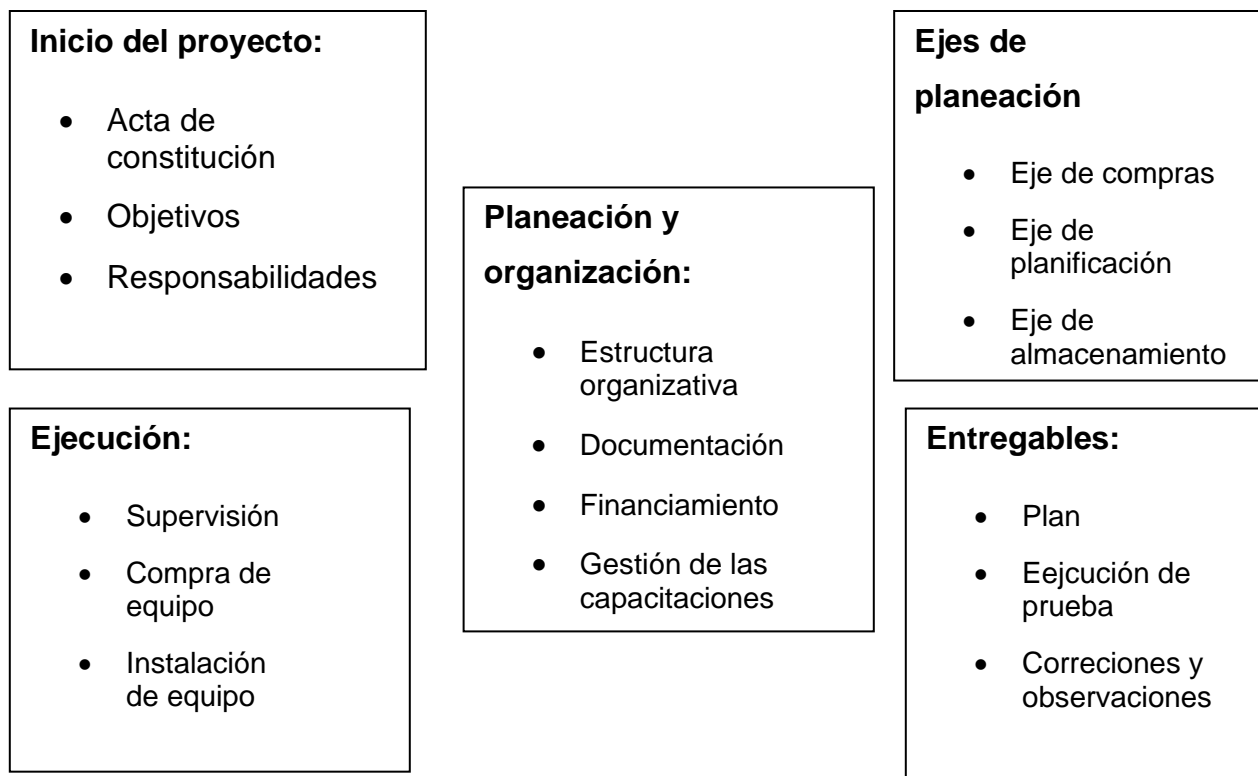 Inicio del proyecto:
• Acta de
constitución
• Objetivos
• Responsabilidades
Planeación y
organización:
• Estructura
organizativa
• Documentación
• Financiamiento
• Gestión de las
capacitaciones
Ejes de
planeación
• Eje de compras
• Eje de
planificación
• Eje de
almacenamiento
Ejecución:
• Supervisión
• Compra de
equipo
• Instalación
de equipo
Entregables:
• Plan
• Eejcución de
prueba
• Correciones y
observaciones